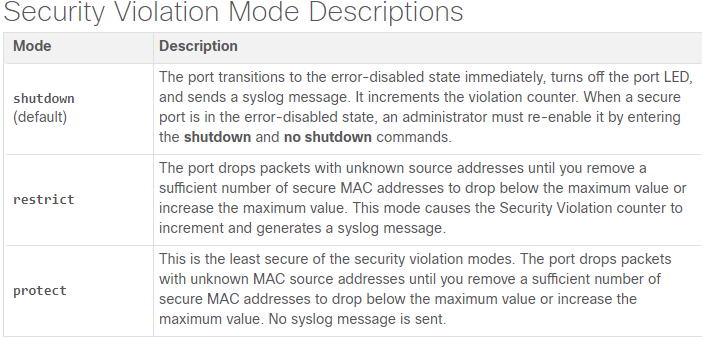 Security Violation Mode Descriptions
Mode Description
The port transitions to the error-disabled state immediately, turns off the port LED,
shutdown and sends a syslog message. It increments the violation counter. When a secure
(default) port is in the error-disabled state, an administrator must re-enable it by entering
the shutdown and no shutdown commands.
The port drops packets with unknown source addresses until you remove a
restrict sufficient number of secure MAC addresses to drop below the maximum value or
increase the maximum value. This mode causes the Security Violation counter to
increment and generates a syslog message.
This is the least secure of the security violation modes. The port drops packets
with unknown MAC source addresses until you remove a sufficient number of
protect secure MAC addresses to drop below the maximum value or increase the
maximum value. No syslog message is sent.